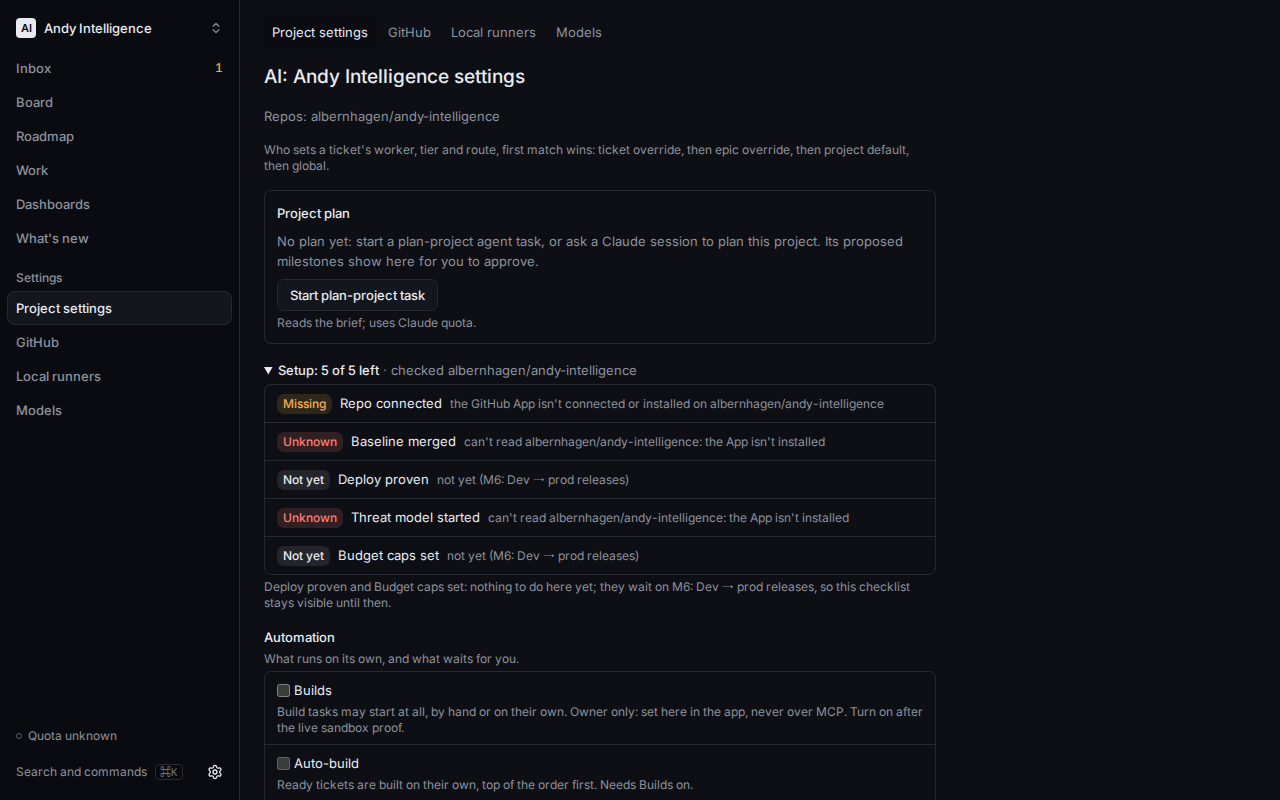 AI Andy Intelligence
Inbox 1
Board
Roadmap
Work
Dashboards
What's new
Settings
Project settings
GitHub
Local runners
Models
Quota unknown
Search and commands ⌘K
Project settings GitHub Local runners Models
AI: Andy Intelligence settings
Repos: albernhagen/andy-intelligence
Who sets a ticket's worker, tier and route, first match wins: ticket override, then epic override, then project default,
then global.
Project plan
No plan yet: start a plan-project agent task, or ask a Claude session to plan this project. Its proposed
milestones show here for you to approve.
Start plan-project task
Reads the brief; uses Claude quota.
▼ Setup: 5 of 5 left · checked albernhagen/andy-intelligence
Missing Repo connected the GitHub App isn't connected or installed on albernhagen/andy-intelligence
Unknown Baseline merged can't read albernhagen/andy-intelligence: the App isn't installed
Not yet Deploy proven not yet (M6: Dev → prod releases)
Unknown Threat model started can't read albernhagen/andy-intelligence: the App isn't installed
Not yet Budget caps set not yet (M6: Dev → prod releases)
Deploy proven and Budget caps set: nothing to do here yet; they wait on M6: Dev → prod releases, so this checklist
stays visible until then.
Automation
What runs on its own, and what waits for you.
Builds
Build tasks may start at all, by hand or on their own. Owner only: set here in the app, never over MCP. Turn on after
the live sandbox proof.
Auto-build
Ready tickets are built on their own, top of the order first. Needs Builds on.